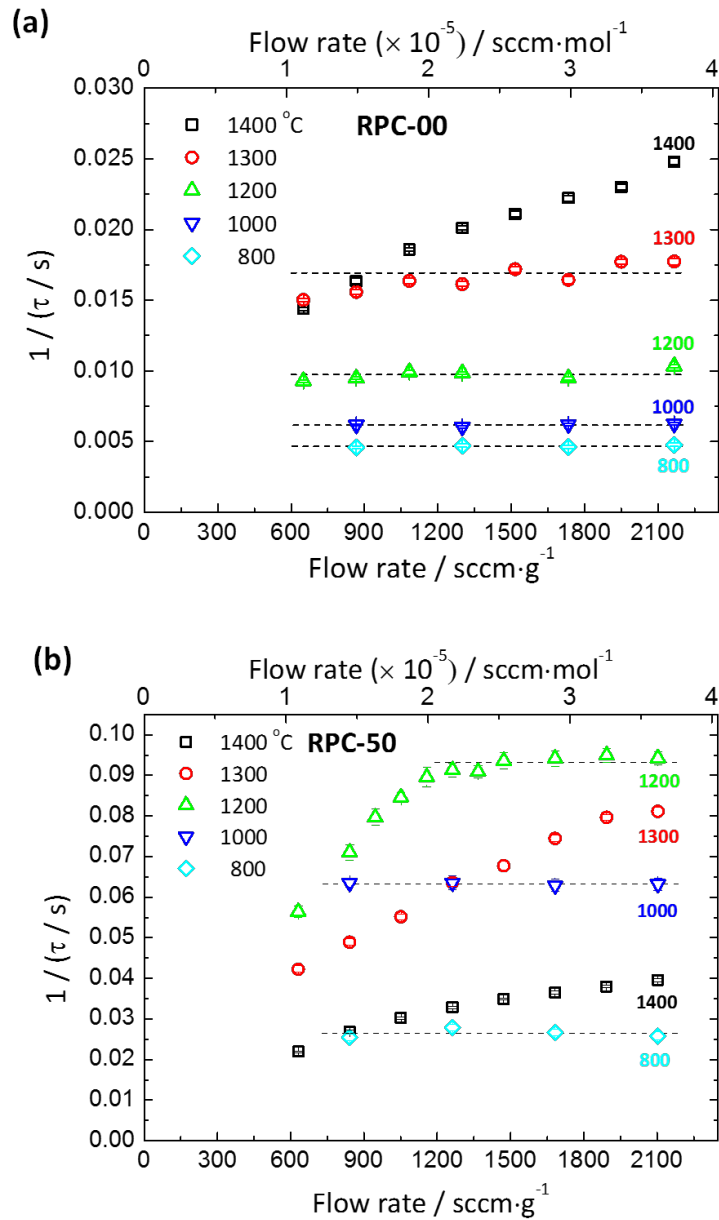 (a)
Flow rate (× 10⁻⁵) / sccm·mol⁻¹
0 1 2 3 4
0.030
0.025
0.020
0.015
0.010
0.005
0.000
1 / (τ / s)
1400 °C
1300
1200
1000
800
RPC-00
1400
1300
1200
1000
800
0 300 600 900 1200 1500 1800 2100
Flow rate / sccm·g⁻¹
(b)
Flow rate (× 10⁻⁵) / sccm·mol⁻¹
0 1 2 3 4
0.10
0.09
0.08
0.07
0.06
0.05
0.04
0.03
0.02
0.01
0.00
1 / (τ / s)
1400 °C
1300
1200
1000
800
RPC-50
1200
1300
1000
1400
800
0 300 600 900 1200 1500 1800 2100
Flow rate / sccm·g⁻¹